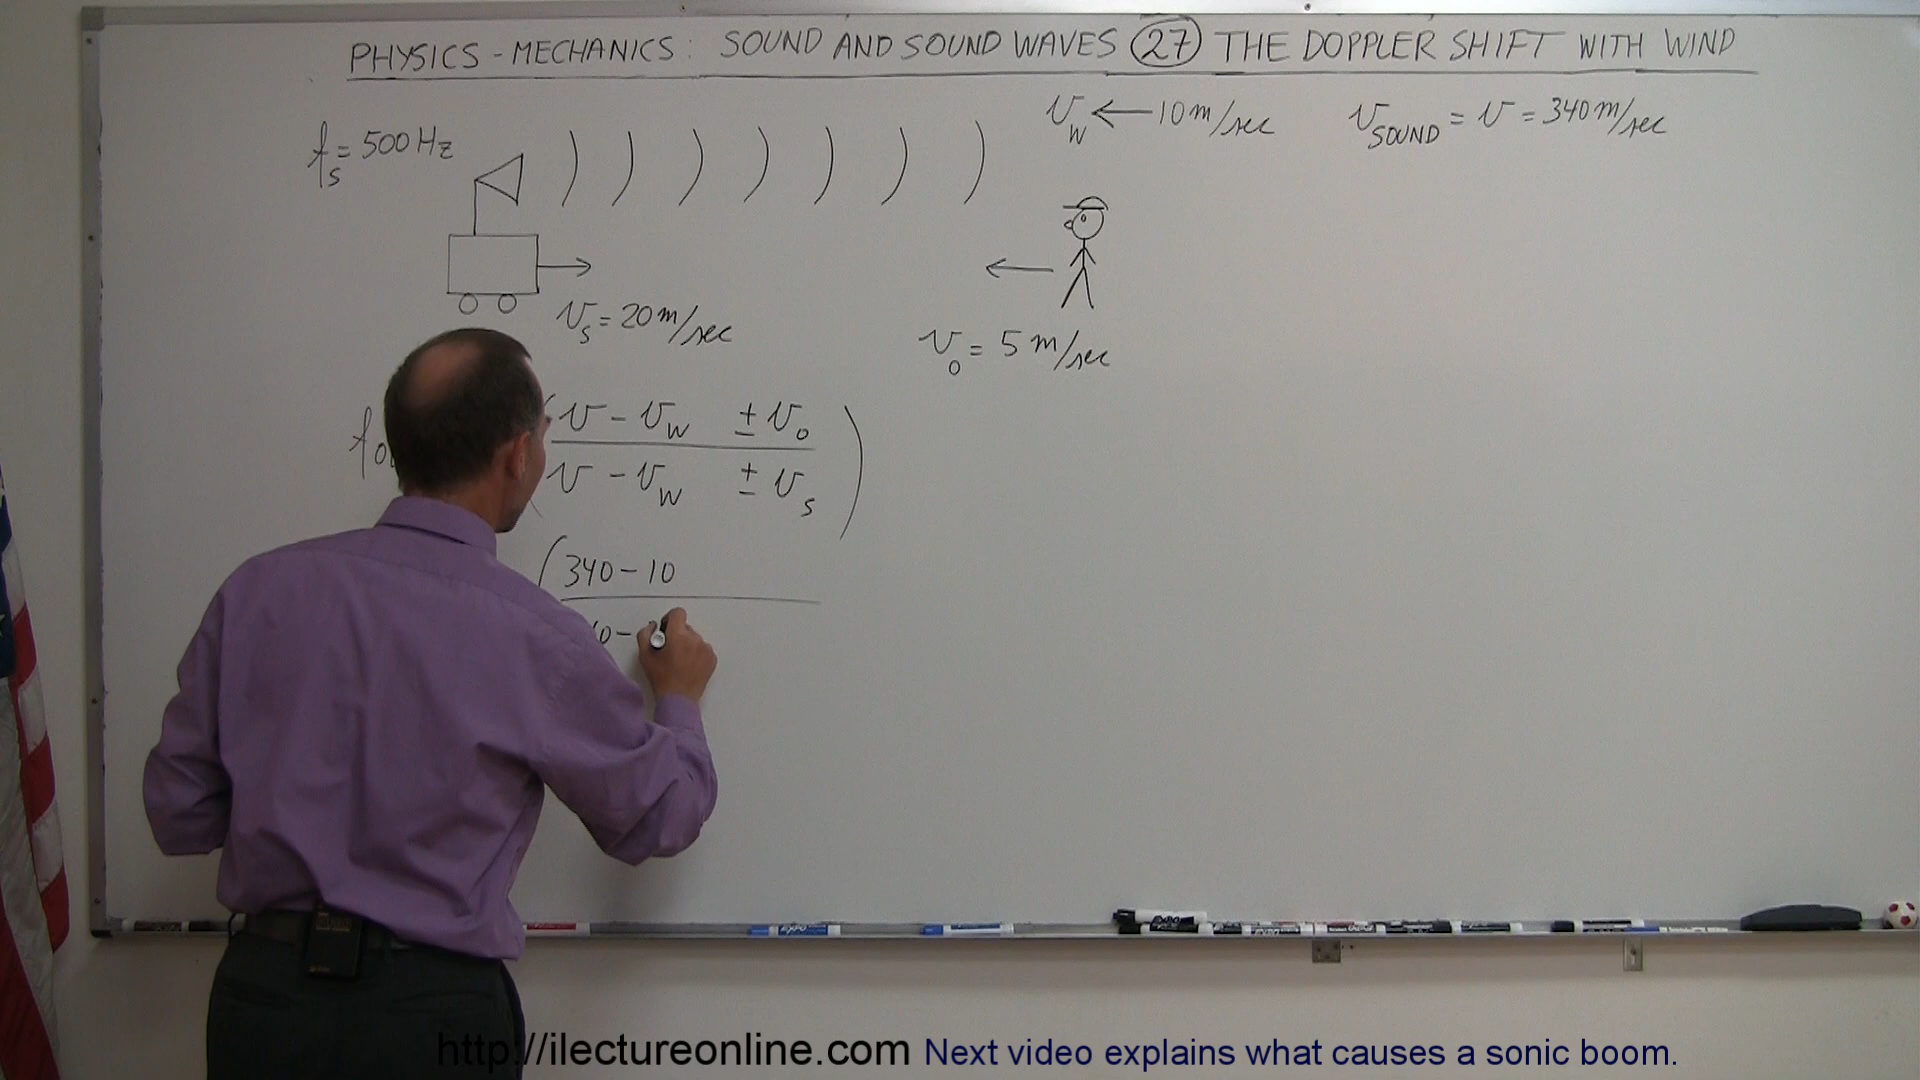 PHYSICS - MECHANICS: SOUND AND SOUND WAVES 27 THE DOPPLER SHIFT WITH WIND
f_s = 500 Hz
v_w ← 10 m/sec
v_SOUND = v = 340 m/sec
v_s = 20 m/sec
v_o = 5 m/sec
( v - v_w ± v_o
v - v_w ± v_s )
( 340 - 10
http://ilectureonline.com Next video explains what causes a sonic boom.